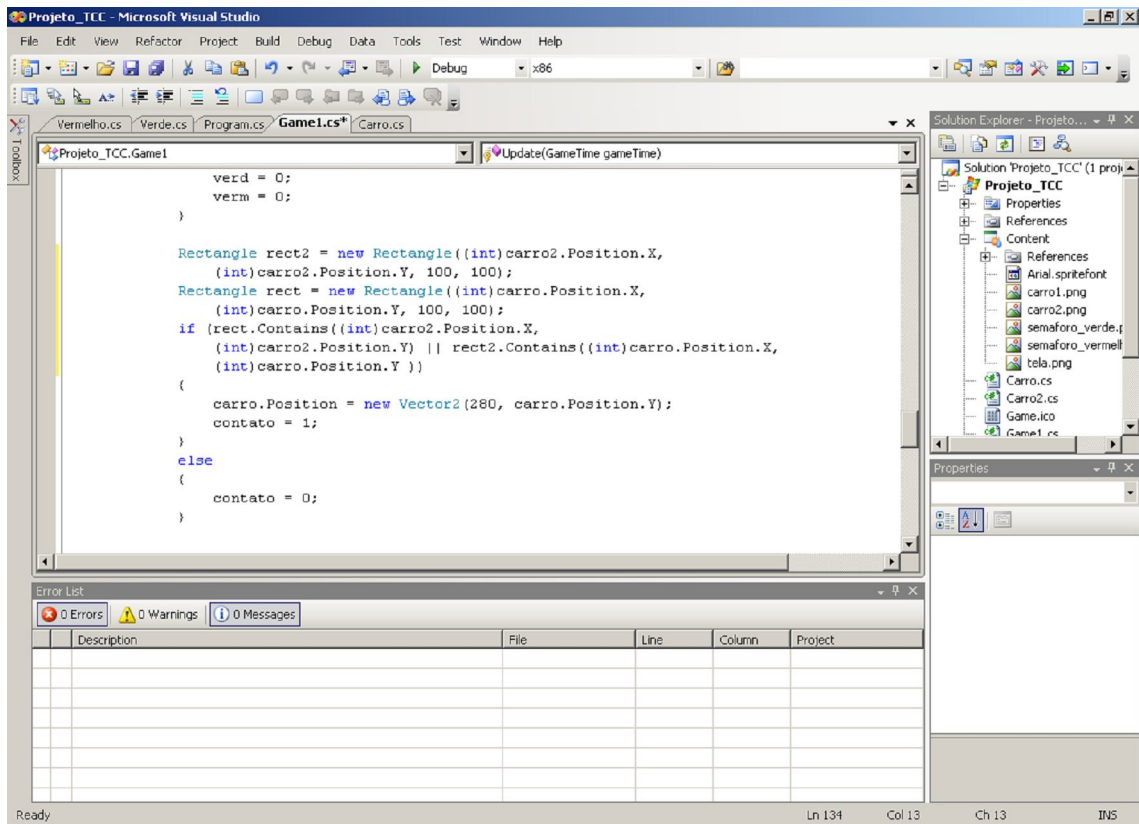 Projeto_TCC - Microsoft Visual Studio
File Edit View Refactor Project Build Debug Data Tools Test Window Help
Debug x86
Vermelho.cs Verde.cs Program.cs Game1.cs* Carro.cs
Toolbox
Projeto_TCC.Game1 Update(GameTime gameTime)
verd = 0;
verm = 0;
}
Rectangle rect2 = new Rectangle((int)carro2.Position.X,
(int)carro2.Position.Y, 100, 100);
Rectangle rect = new Rectangle((int)carro.Position.X,
(int)carro.Position.Y, 100, 100);
if (rect.Contains((int)carro2.Position.X,
(int)carro2.Position.Y) || rect2.Contains((int)carro.Position.X,
(int)carro.Position.Y ))
{
carro.Position = new Vector2(280, carro.Position.Y);
contato = 1;
}
else
{
contato = 0;
}
Solution Explorer - Projeto...
Solution 'Projeto_TCC' (1 proje
Projeto_TCC
Properties
References
Content
References
Arial.spritefont
carro1.png
carro2.png
semaforo_verde.p
semaforo_vermelh
tela.png
Carro.cs
Carro2.cs
Game.ico
Game1.cs
Properties
Error List
0 Errors 0 Warnings 0 Messages
Description File Line Column Project
Ready Ln 134 Col 13 Ch 13 INS